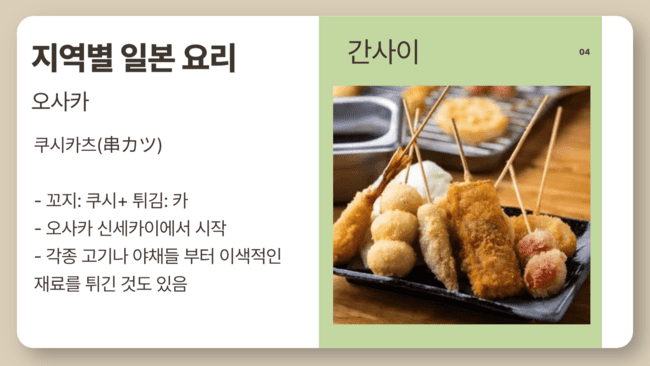 지역별 일본 요리
오사카
쿠시카츠(串カツ)
- 꼬지: 쿠시+ 튀김: 카
- 오사카 신세카이에서 시작
- 각종 고기나 야채들 부터 이색적인
재료를 튀긴 것도 있음
간사이
04